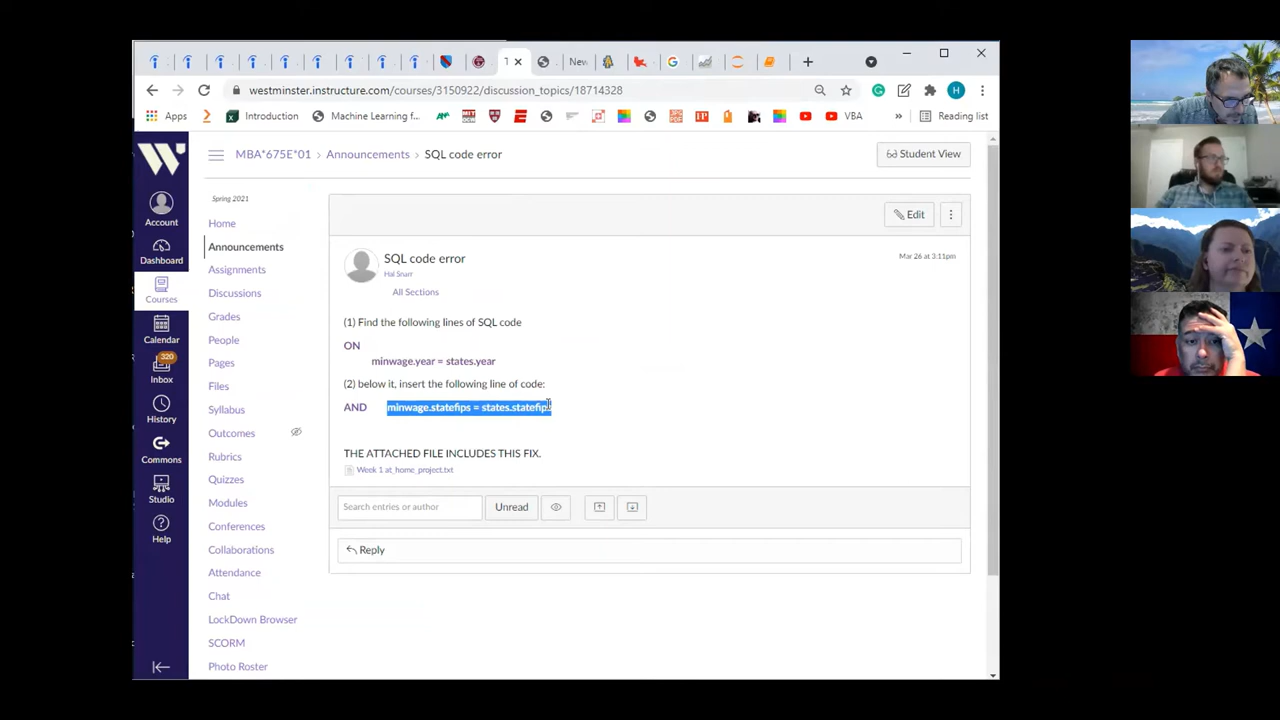 T
New
westminster.instructure.com/courses/3150922/discussion_topics/18714328
H
Apps
Introduction
Machine Learning f...
VBA
»
Reading list
MBA*675E*01 › Announcements › SQL code error
Student View
Spring 2021
Account
Dashboard
Courses
Calendar
320
Inbox
History
Commons
Studio
Help
Home
Announcements
Assignments
Discussions
Grades
People
Pages
Files
Syllabus
Outcomes
Rubrics
Quizzes
Modules
Conferences
Collaborations
Attendance
Chat
LockDown Browser
SCORM
Photo Roster
Edit
SQL code error
Mar 26 at 3:11pm
Hal Snarr
All Sections
(1) Find the following lines of SQL code
ON
minwage.year = states.year
(2) below it, insert the following line of code:
AND minwage.statefips = states.statefips
THE ATTACHED FILE INCLUDES THIS FIX.
Week 1 at_home_project.txt
Search entries or author
Unread
Reply